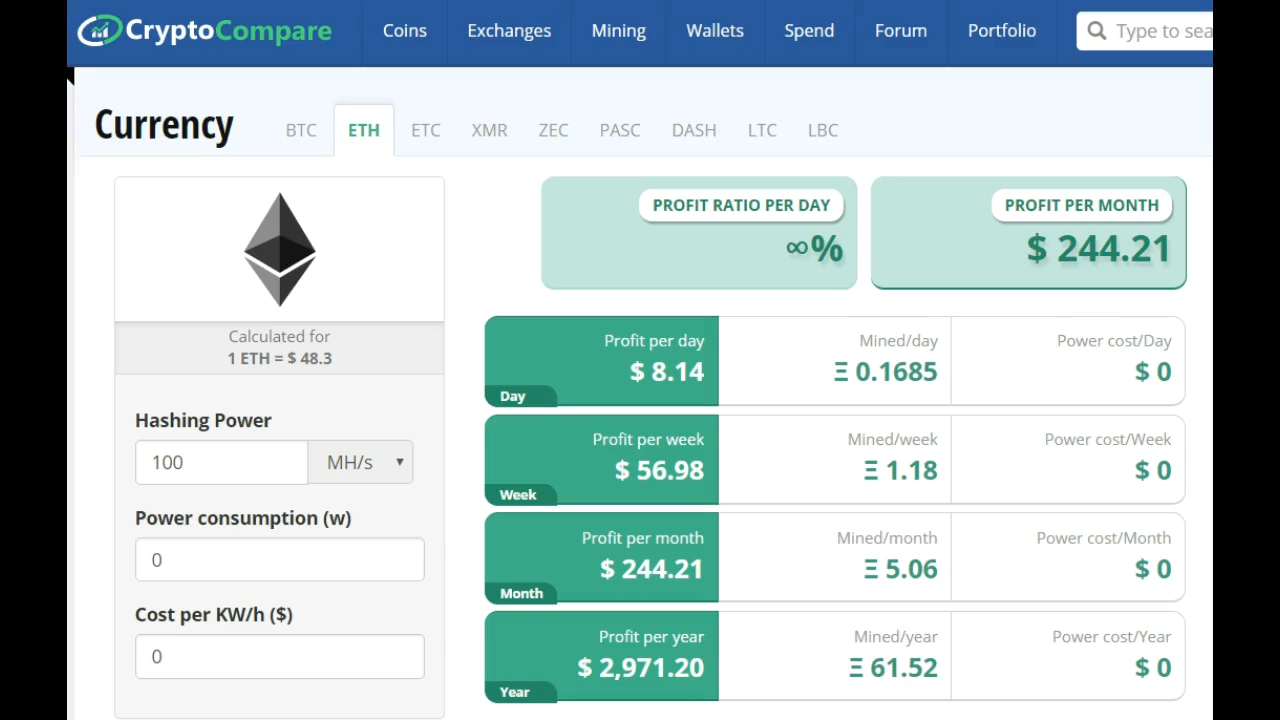 CryptoCompare Coins Exchanges Mining Wallets Spend Forum Portfolio Type to sea
Currency BTC ETH ETC XMR ZEC PASC DASH LTC LBC
PROFIT RATIO PER DAY PROFIT PER MONTH
∞% $ 244.21
Calculated for
1 ETH = $ 48.3
Hashing Power
100 MH/s
Power consumption (w)
0
Cost per KW/h ($)
0
Profit per day Mined/day Power cost/Day
$ 8.14 Ξ 0.1685 $ 0
Day
Profit per week Mined/week Power cost/Week
$ 56.98 Ξ 1.18 $ 0
Week
Profit per month Mined/month Power cost/Month
$ 244.21 Ξ 5.06 $ 0
Month
Profit per year Mined/year Power cost/Year
$ 2,971.20 Ξ 61.52 $ 0
Year